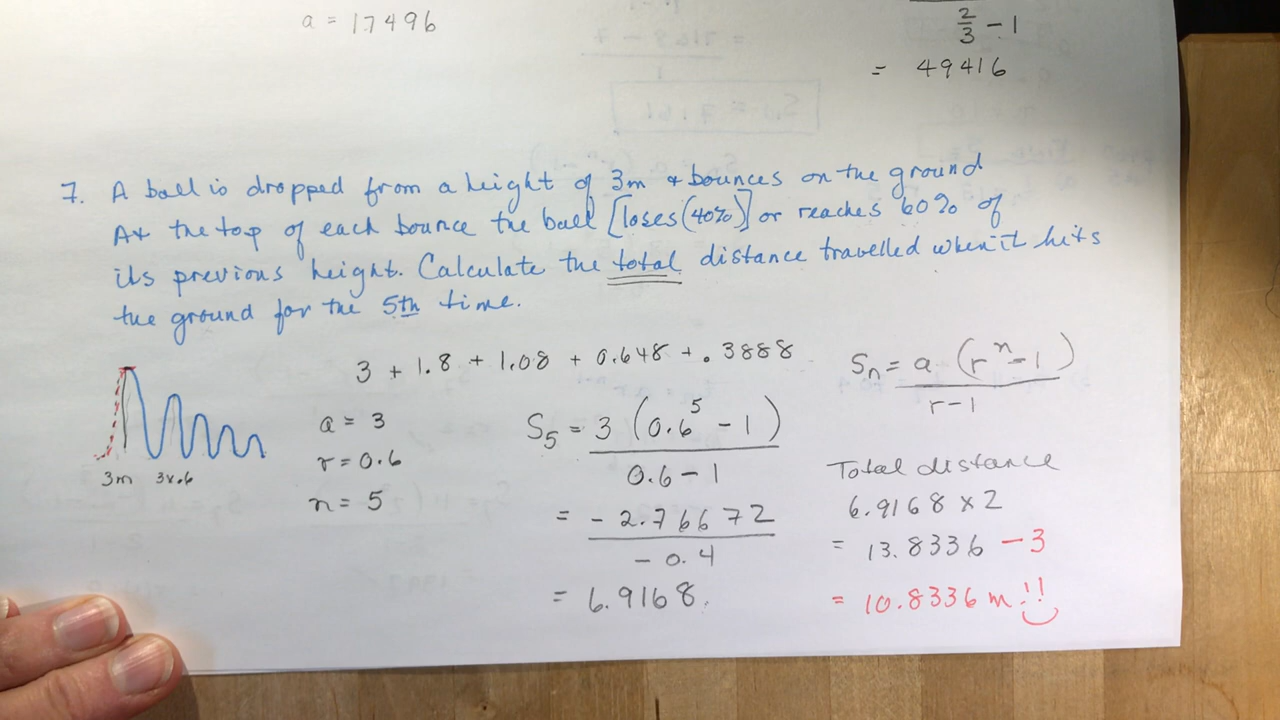 a = 17496
2/3 - 1
= 49416
7. A ball is dropped from a height of 3m & bounces on the ground
At the top of each bounce the ball [loses (40%)] or reaches 60% of
its previous height. Calculate the total distance travelled when it hits
the ground for the 5th time.
3 + 1.8 + 1.08 + 0.648 + .3888
Sn = a (r^n - 1) / r - 1
3m 3x.6
a = 3
r = 0.6
n = 5
S5 = 3 (0.6^5 - 1) / 0.6 - 1
= - 2.76672 / - 0.4
= 6.9168.
Total distance
6.9168 x 2
= 13.8336 - 3
= 10.8336 m !!